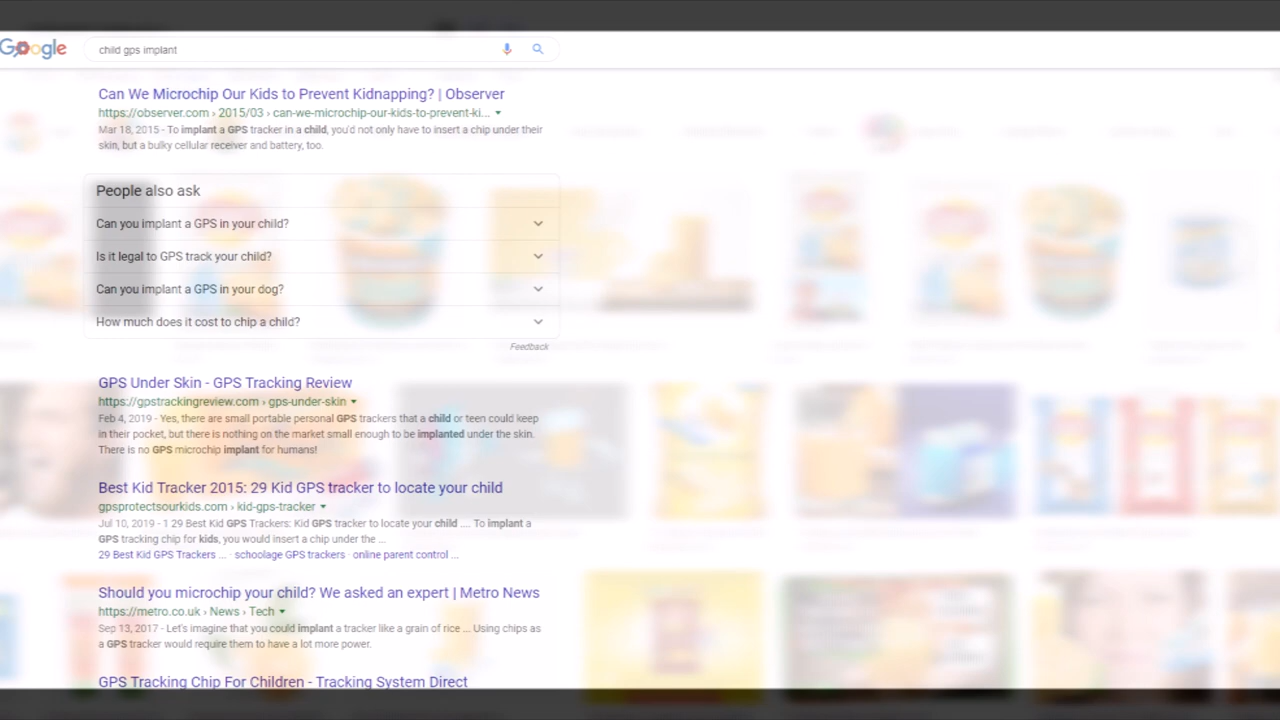 Google
child gps implant
Can We Microchip Our Kids to Prevent Kidnapping? | Observer
https://observer.com › 2015/03 › can-we-microchip-our-kids-to-prevent-ki...
Mar 18, 2015 - To implant a GPS tracker in a child, you'd not only have to insert a chip under their
skin, but a bulky cellular receiver and battery, too.
People also ask
Can you implant a GPS in your child?
Is it legal to GPS track your child?
Can you implant a GPS in your dog?
How much does it cost to chip a child?
Feedback
GPS Under Skin - GPS Tracking Review
https://gpstrackingreview.com › gps-under-skin
Feb 4, 2019 - Yes, there are small portable personal GPS trackers that a child or teen could keep
in their pocket, but there is nothing on the market small enough to be implanted under the skin.
There is no GPS microchip implant for humans!
Best Kid Tracker 2015: 29 Kid GPS tracker to locate your child
gpsprotectsourkids.com › kid-gps-tracker
Jul 10, 2019 - 1 29 Best Kid GPS Trackers: Kid GPS tracker to locate your child .... To implant a
GPS tracking chip for kids, you would insert a chip under the ...
29 Best Kid GPS Trackers ... · schoolage GPS trackers · online parent control ...
Should you microchip your child? We asked an expert | Metro News
https://metro.co.uk › News › Tech
Sep 13, 2017 - Let's imagine that you could implant a tracker like a grain of rice ... Using chips as
a GPS tracker would require them to have a lot more power.
GPS Tracking Chip For Children - Tracking System Direct